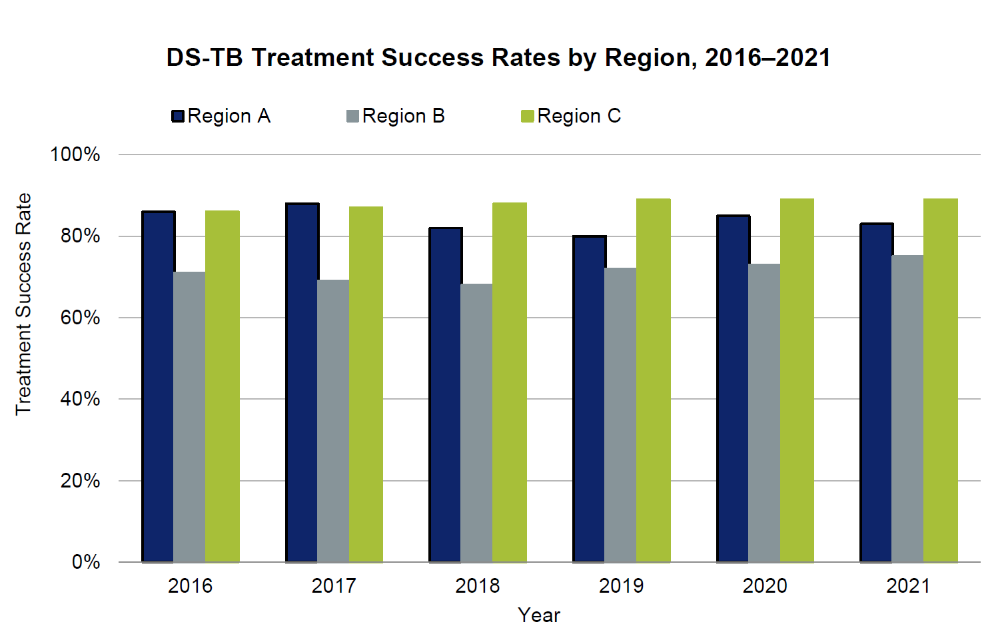 DS-TB Treatment Success Rates by Region, 2016–2021
Region A
Region B
Region C
100%
80%
60%
40%
20%
0%
Treatment Success Rate
2016
2017
2018
2019
2020
2021
Year